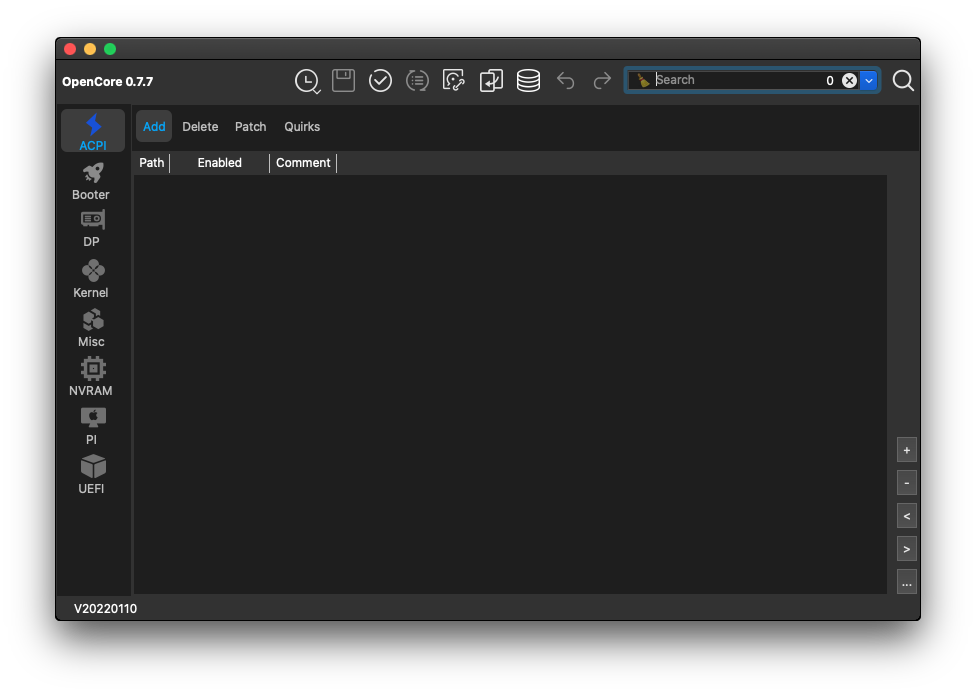 OpenCore 0.7.7
Search
0
ACPI
Booter
DP
Kernel
Misc
NVRAM
PI
UEFI
Add Delete Patch Quirks
Path Enabled Comment
+
-
<
>
...
V20220110